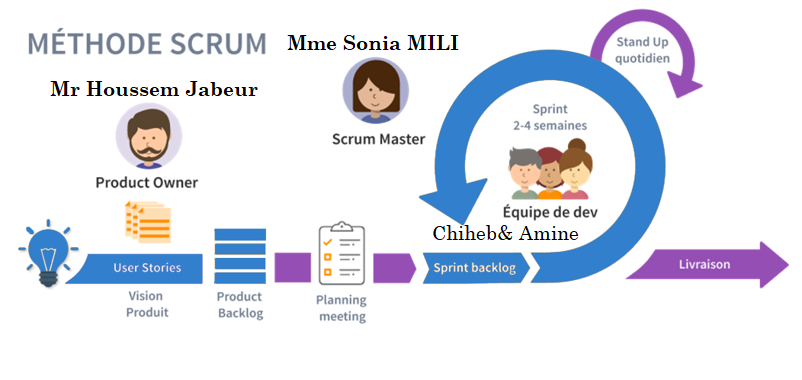 MÉTHODE SCRUM
Mme Sonia MILI
Mr Houssem Jabeur
Stand Up
quotidien
Sprint
2-4 semaines
Scrum Master
Product Owner
Équipe de dev
Chiheb& Amine
User Stories
Sprint backlog
Livraison
Vision
Produit
Product
Backlog
Planning
meeting